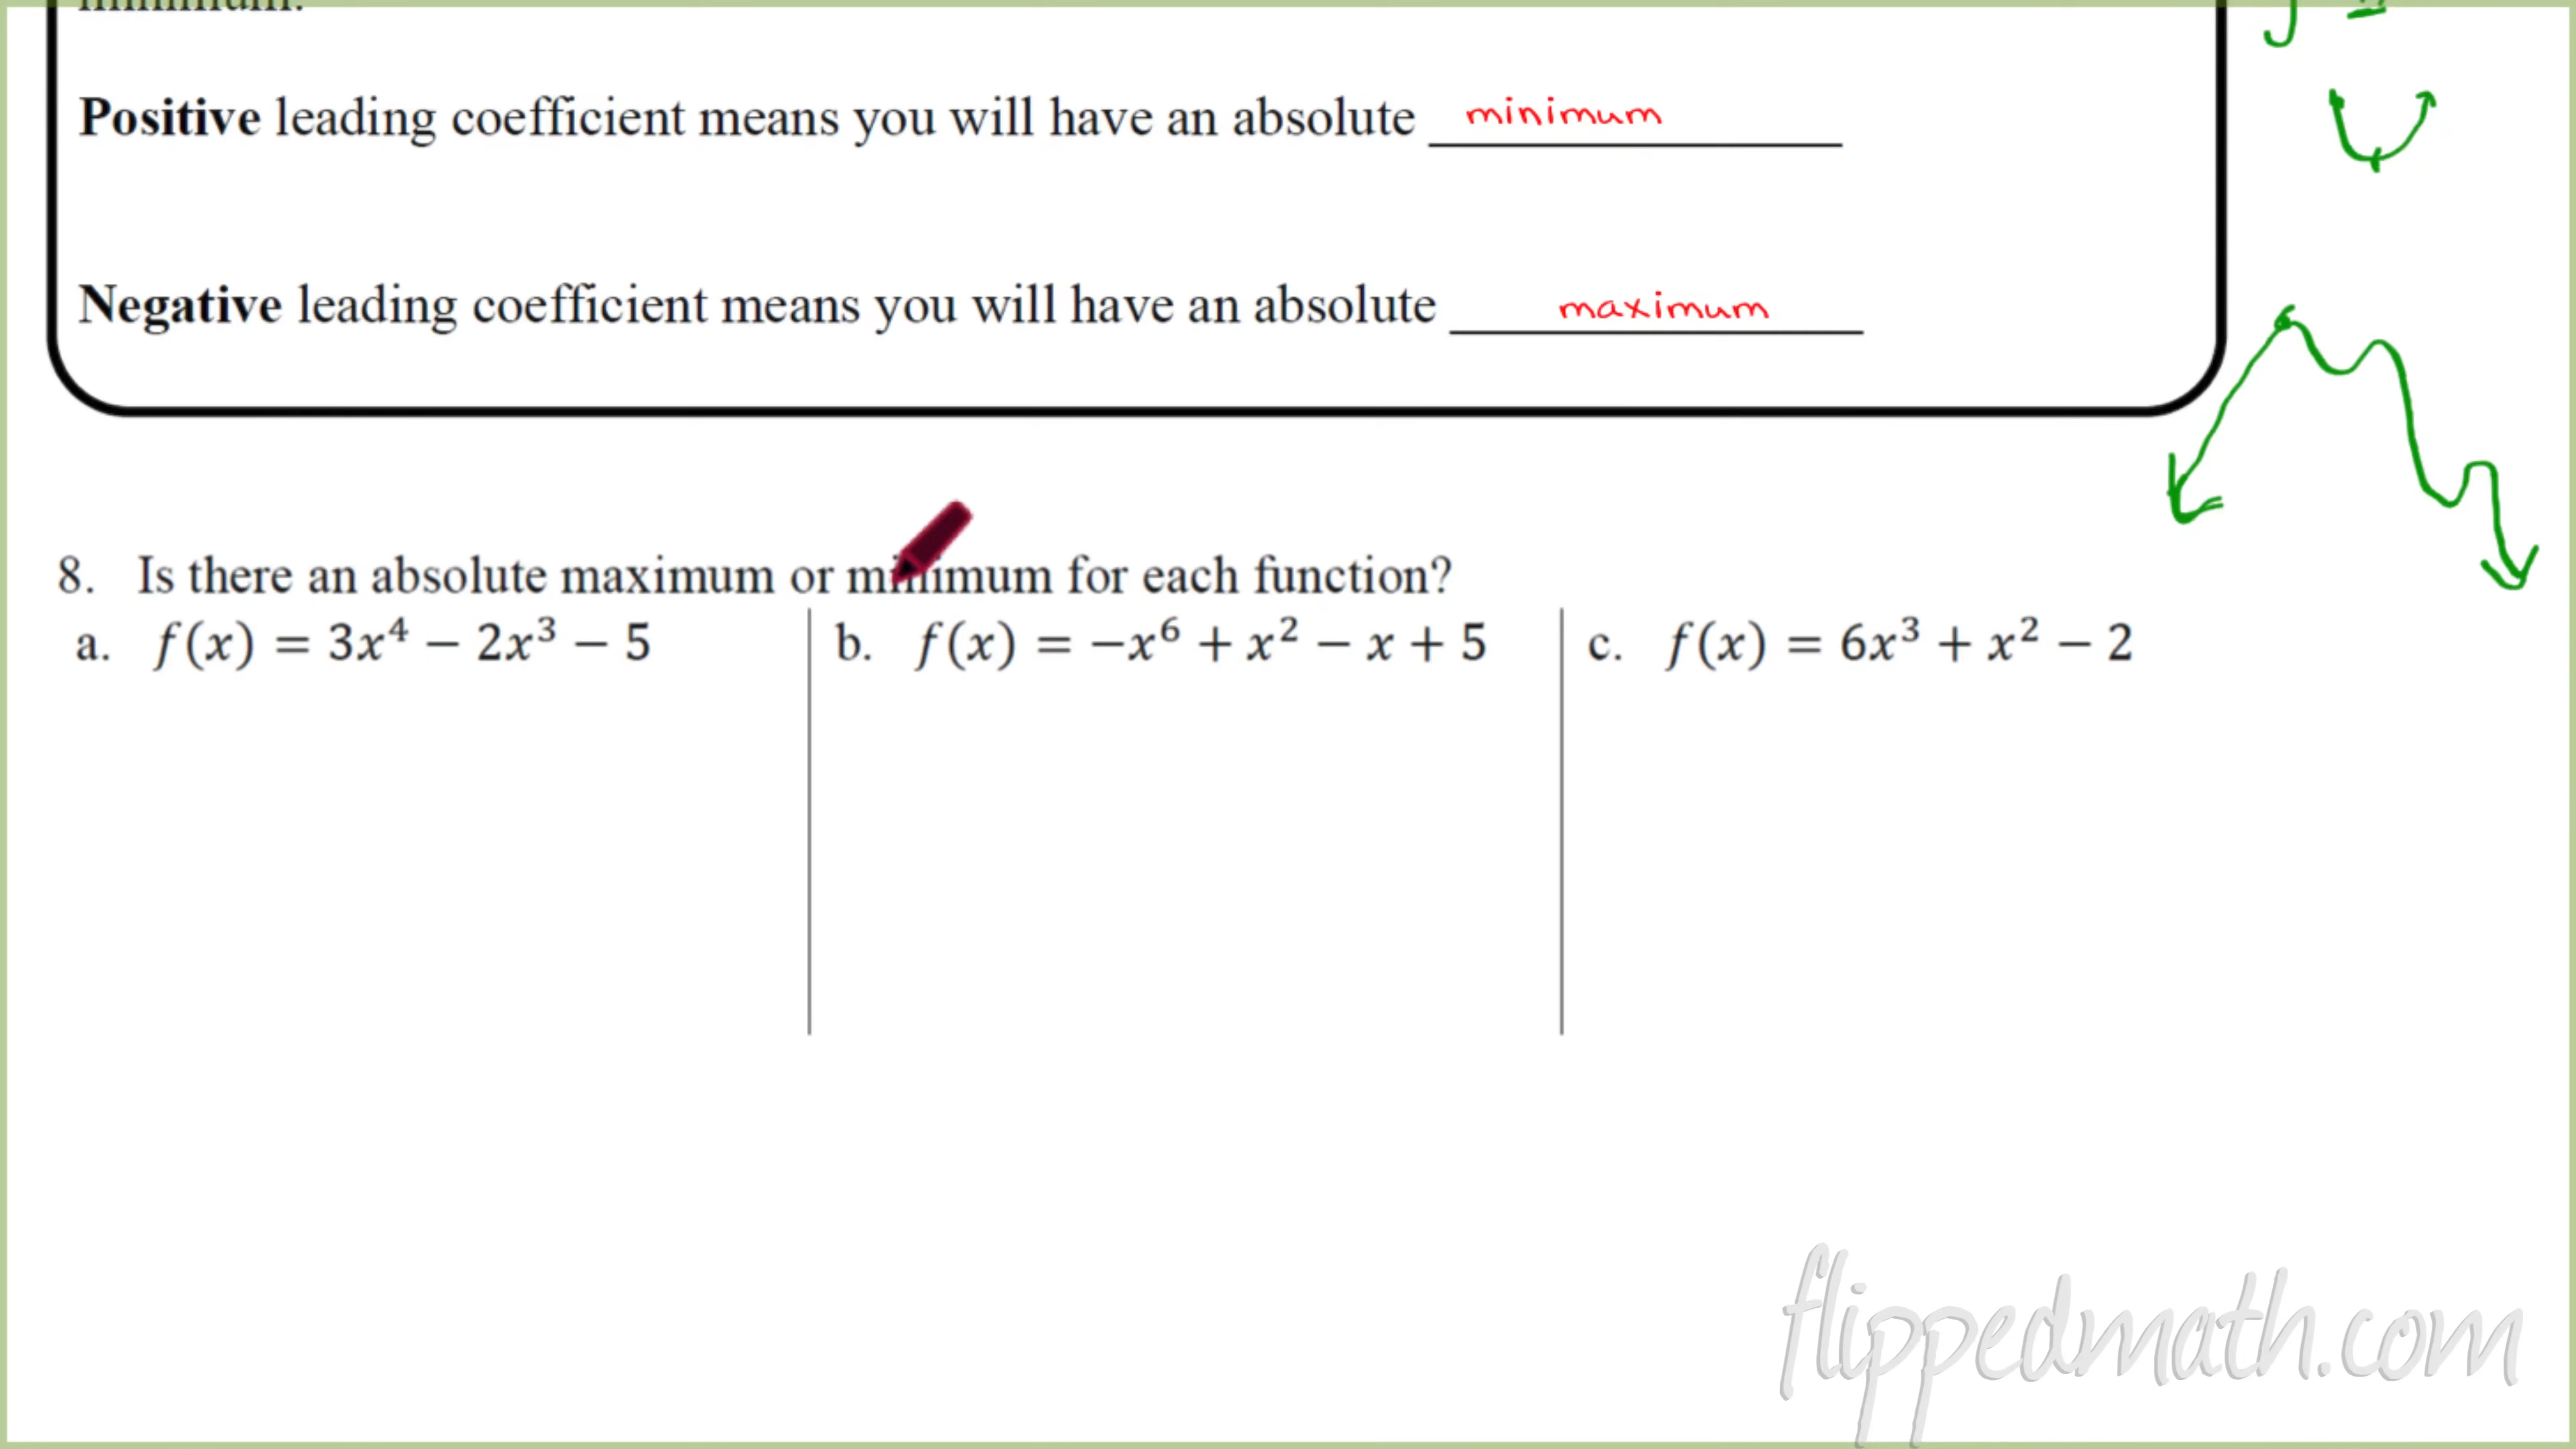 Positive leading coefficient means you will have an absolute minimum
Negative leading coefficient means you will have an absolute maximum
8. Is there an absolute maximum or minimum for each function?
a. f(x) = 3x⁴ − 2x³ − 5
b. f(x) = −x⁶ + x² − x + 5
c. f(x) = 6x³ + x² − 2
flippedmath.com